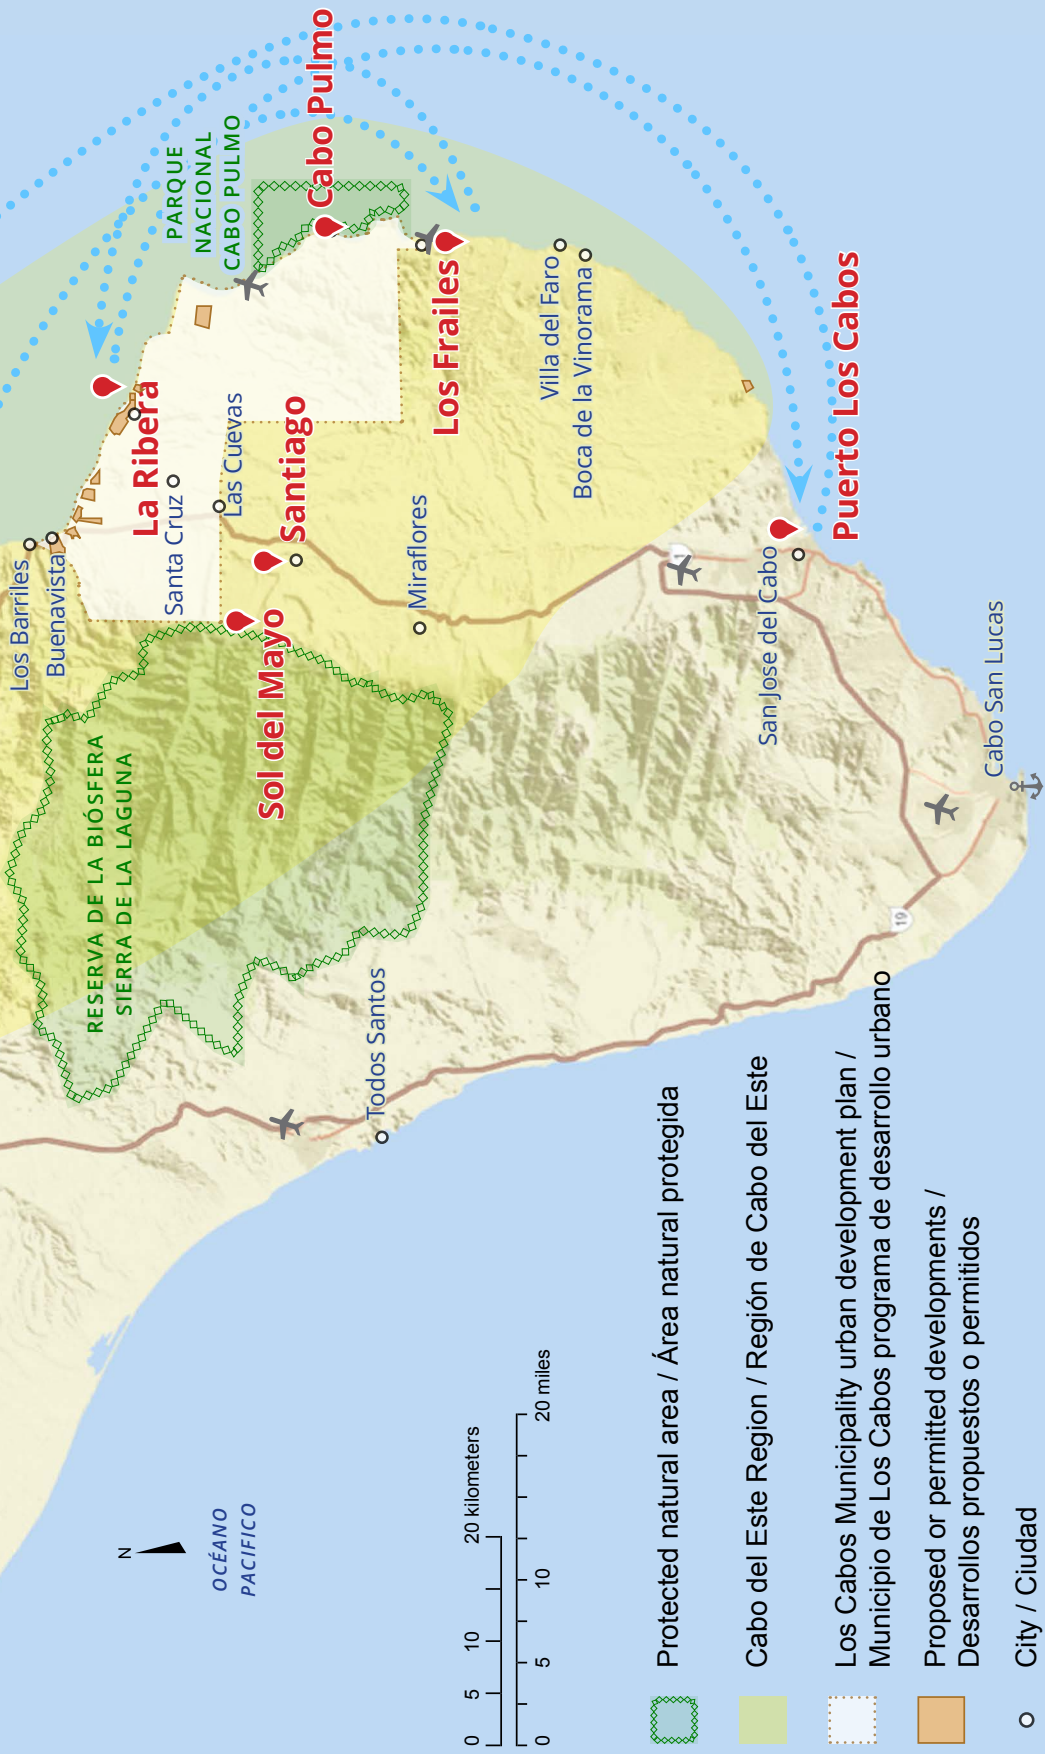 Los Barriles
Buenavista
La Ribera
Santa Cruz
Las Cuevas
Santiago
Sol del Mayo
Miraflores
PARQUE
NACIONAL
CABO PULMO
Cabo Pulmo
Los Frailes
Villa del Faro
Boca de la Vinorama
Puerto Los Cabos
San Jose del Cabo
1
Cabo San Lucas
19
RESERVA DE LA BIÓSFERA
SIERRA DE LA LAGUNA
Todos Santos
N
OCÉANO
PACIFICO
0 5 10 20 kilometers
0 5 10 20 miles
Protected natural area / Área natural protegida
Cabo del Este Region / Región de Cabo del Este
Los Cabos Municipality urban development plan /
Municipio de Los Cabos programa de desarrollo urbano
Proposed or permitted developments /
Desarrollos propuestos o permitidos
City / Ciudad